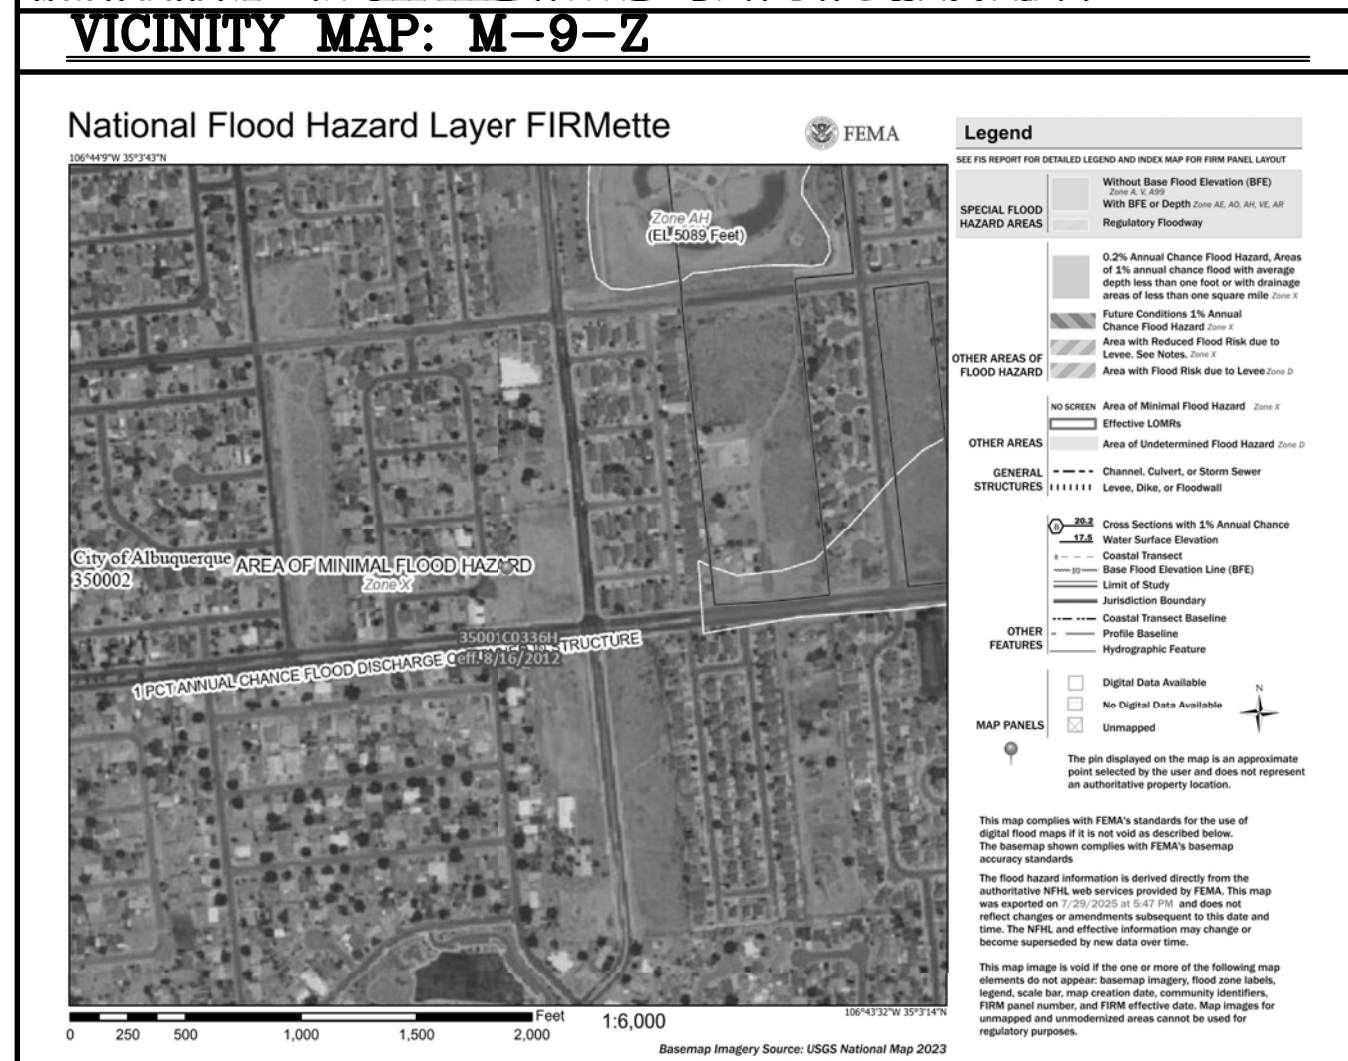 VICINITY MAP: M-9-Z
National Flood Hazard Layer FIRMette
FEMA
106°44'9"W 35°3'43"N
Zone AH
(EL 5089 Feet)
City of Albuquerque
350002
AREA OF MINIMAL FLOOD HAZARD
Zone X
35001C0336H
eff. 8/16/2012
1 PCT ANNUAL CHANCE FLOOD DISCHARGE STRUCTURE
106°43'32"W 35°3'14"N
Feet
1:6,000
0 250 500 1,000 1,500 2,000
Basemap Imagery Source: USGS National Map 2023
Legend
SEE FIS REPORT FOR DETAILED LEGEND AND INDEX MAP FOR FIRM PANEL LAYOUT
SPECIAL FLOOD
HAZARD AREAS
Without Base Flood Elevation (BFE)
Zone A, V, A99
With BFE or Depth Zone AE, AO, AH, VE, AR
Regulatory Floodway
0.2% Annual Chance Flood Hazard, Areas
of 1% annual chance flood with average
depth less than one foot or with drainage
areas of less than one square mile Zone X
Future Conditions 1% Annual
Chance Flood Hazard Zone X
Area with Reduced Flood Risk due to
Levee. See Notes. Zone X
Area with Flood Risk due to Levee Zone D
OTHER AREAS OF
FLOOD HAZARD
NO SCREEN Area of Minimal Flood Hazard Zone X
Effective LOMRs
Area of Undetermined Flood Hazard Zone D
OTHER AREAS
GENERAL
STRUCTURES
Channel, Culvert, or Storm Sewer
Levee, Dike, or Floodwall
B 20.2 Cross Sections with 1% Annual Chance
17.5 Water Surface Elevation
Coastal Transect
Base Flood Elevation Line (BFE)
Limit of Study
Jurisdiction Boundary
Coastal Transect Baseline
Profile Baseline
Hydrographic Feature
OTHER
FEATURES
Digital Data Available
No Digital Data Available
Unmapped
MAP PANELS
N
The pin displayed on the map is an approximate
point selected by the user and does not represent
an authoritative property location.
This map complies with FEMA's standards for the use of
digital flood maps if it is not void as described below.
The basemap shown complies with FEMA's basemap
accuracy standards
The flood hazard information is derived directly from the
authoritative NFHL web services provided by FEMA. This map
was exported on 7/29/2025 at 5:47 PM and does not
reflect changes or amendments subsequent to this date and
time. The NFHL and effective information may change or
become superseded by new data over time.
This map image is void if the one or more of the following map
elements do not appear: basemap imagery, flood zone labels,
legend, scale bar, map creation date, community identifiers,
FIRM panel number, and FIRM effective date. Map images for
unmapped and unmodernized areas cannot be used for
regulatory purposes.